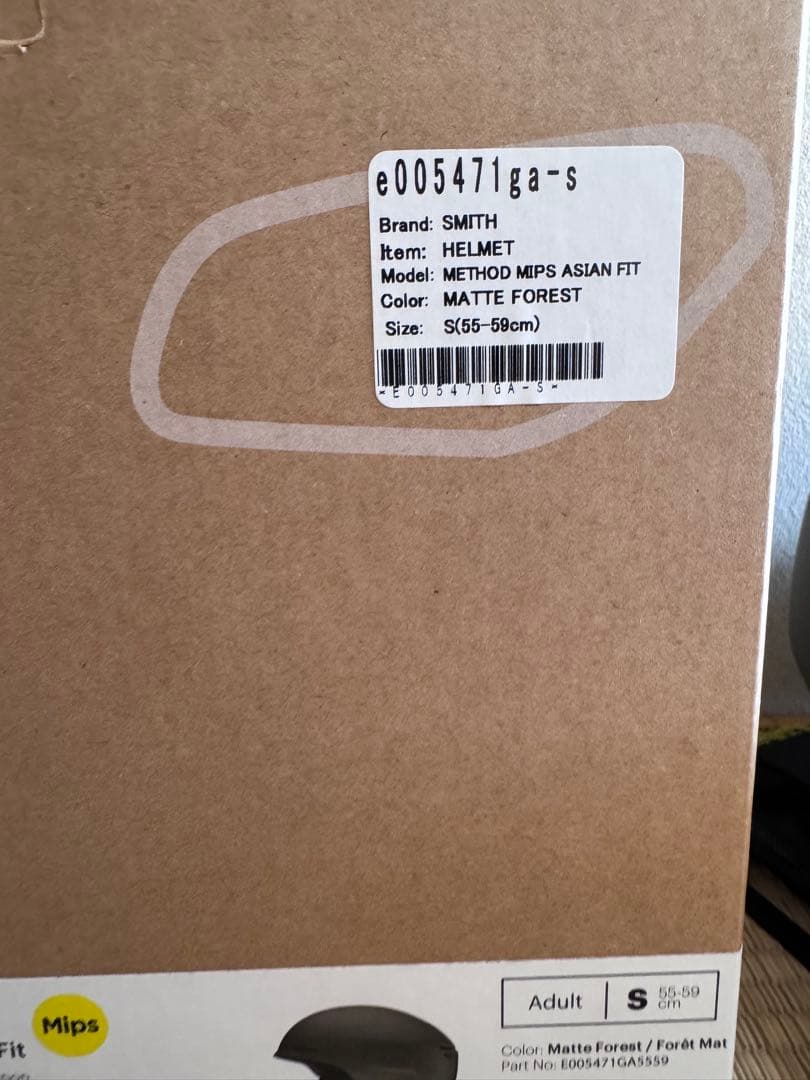 e005471ga-s
Brand: SMITH
Item: HELMET
Model: METHOD MIPS ASIAN FIT
Color: MATTE FOREST
Size: S(55-59cm)
*E005471GA-S*
Mips
Fit
Adult S 55-59 cm
Color: Matte Forest / Forêt Mat
Part No: E005471GA5559